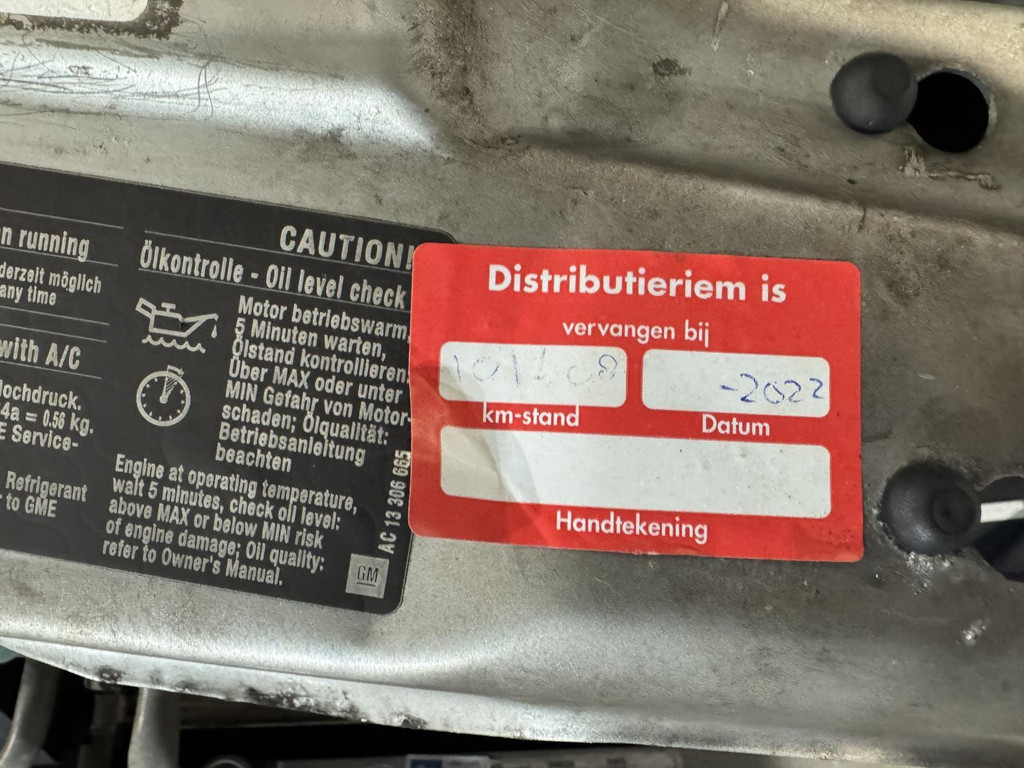 n running
derzeit möglich
any time
with A/C
lochdruck.
4a = 0.56 kg.
E Service-
Refrigerant
to GME
CAUTION!
Ölkontrolle - Oil level check
Motor betriebswarm,
5 Minuten warten,
Ölstand kontrollieren.
Über MAX oder unter
MIN Gefahr von Motor-
schaden; Ölqualität:
Betriebsanleitung
beachten
Engine at operating temperature,
wait 5 minutes, check oil level:
above MAX or below MIN risk
of engine damage; Oil quality:
refer to Owner's Manual.
GM
AC 13 306 665
Distributieriem is
vervangen bij
-2022
km-stand
Datum
Handtekening